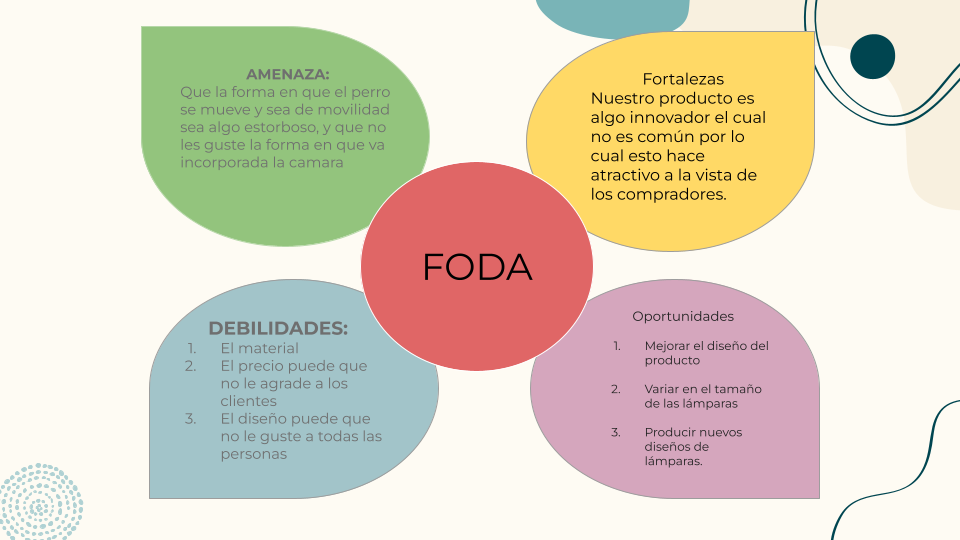 AMENAZA:
Que la forma en que el perro
se mueve y sea de movilidad
sea algo estorboso, y que no
les guste la forma en que va
incorporada la camara
Fortalezas
Nuestro producto es
algo innovador el cual
no es común por lo
cual esto hace
atractivo a la vista de
los compradores.
FODA
DEBILIDADES:
1. El material
2. El precio puede que
no le agrade a los
clientes
3. El diseño puede que
no le guste a todas las
personas
Oportunidades
1. Mejorar el diseño del
producto
2. Variar en el tamaño
de las lámparas
3. Producir nuevos
diseños de
lámparas.